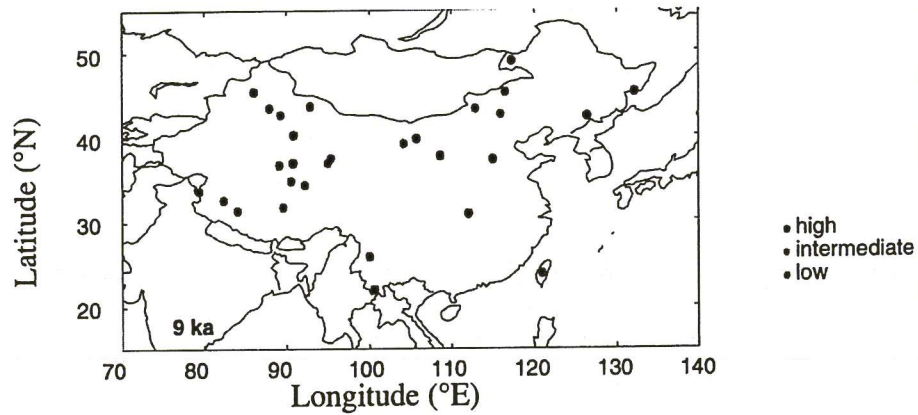 50
40
30
20
Latitude (°N)
9 ka
70 80 90 100 110 120 130 140
Longitude (°E)
• high
• intermediate
• low